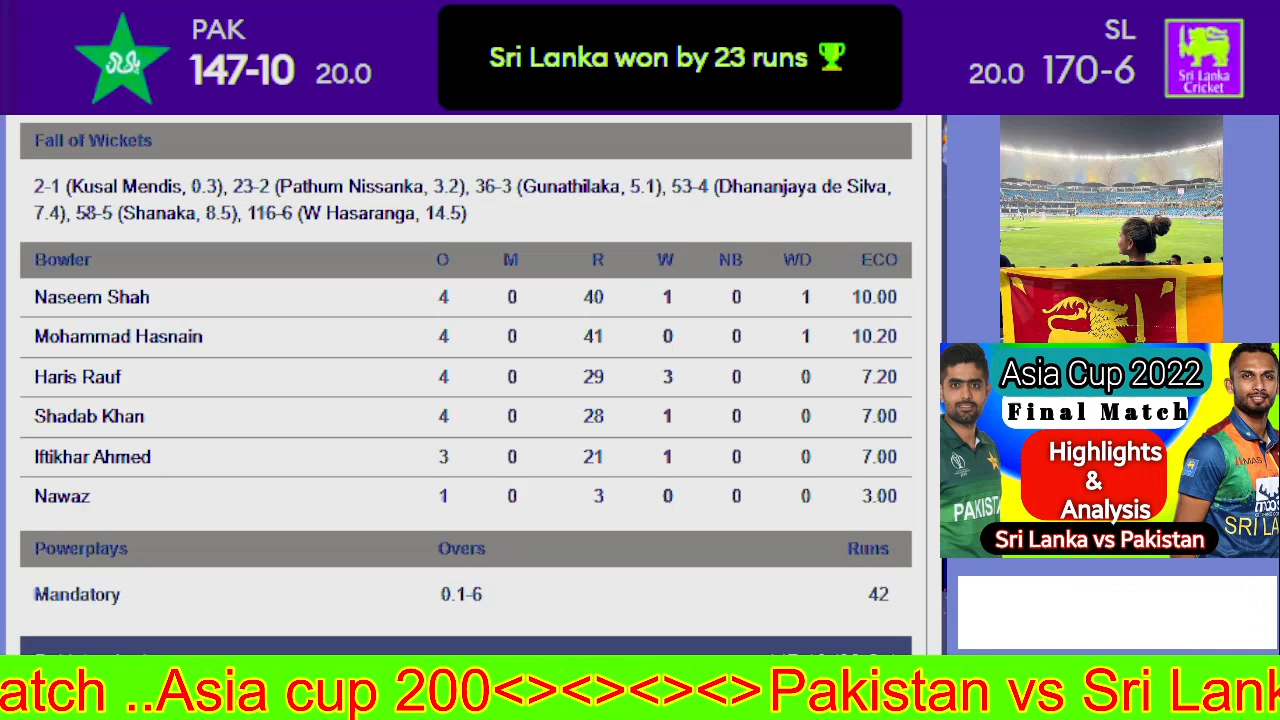 PAK
147-10 20.0
Sri Lanka won by 23 runs
SL
20.0 170-6
Sri Lanka
Cricket
Fall of Wickets
2-1 (Kusal Mendis, 0.3), 23-2 (Pathum Nissanka, 3.2), 36-3 (Gunathilaka, 5.1), 53-4 (Dhananjaya de Silva,
7.4), 58-5 (Shanaka, 8.5), 116-6 (W Hasaranga, 14.5)
Bowler O M R W NB WD ECO
Naseem Shah 4 0 40 1 0 1 10.00
Mohammad Hasnain 4 0 41 0 0 1 10.20
Haris Rauf 4 0 29 3 0 0 7.20
Shadab Khan 4 0 28 1 0 0 7.00
Iftikhar Ahmed 3 0 21 1 0 0 7.00
Nawaz 1 0 3 0 0 0 3.00
Powerplays Overs Runs
Mandatory 0.1-6 42
Asia Cup 2022
Final Match
Highlights
&
Analysis
Sri Lanka vs Pakistan
PAKIST
SRI LA
atch ..Asia cup 200<><><><>Pakistan vs Sri Lank